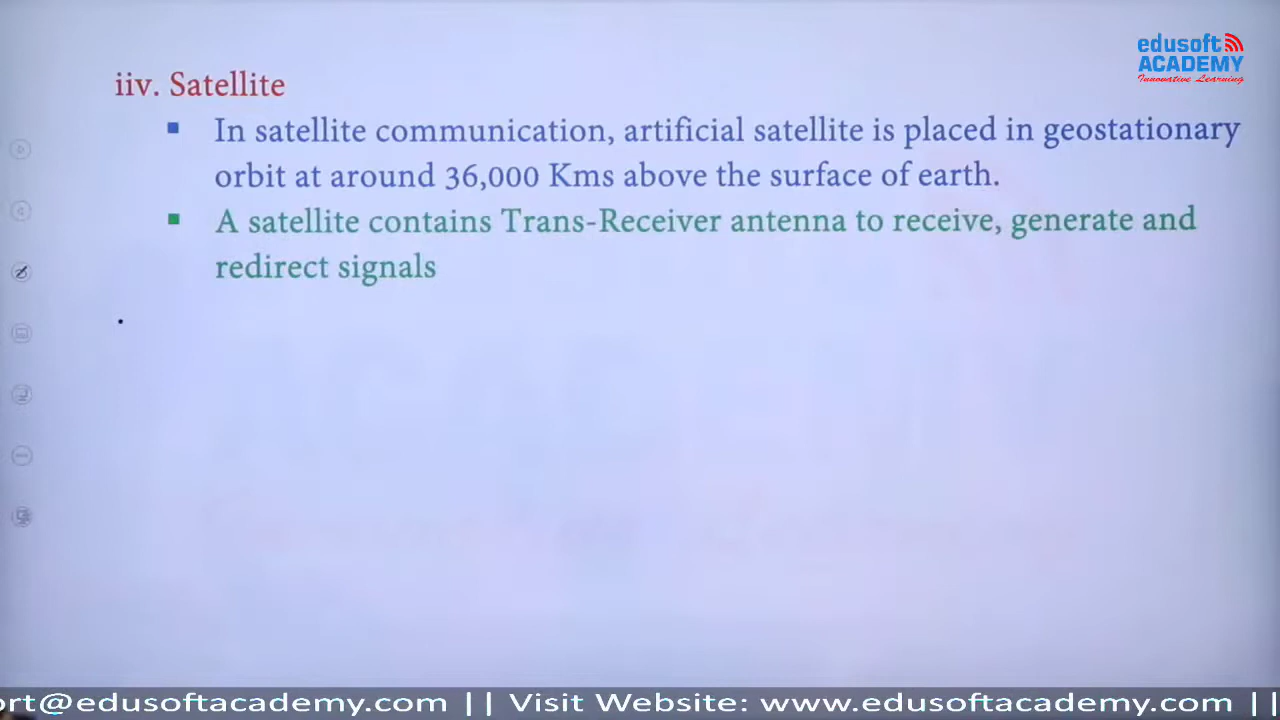 edusoft
ACADEMY
Innovative Learning
iiv. Satellite
In satellite communication, artificial satellite is placed in geostationary
orbit at around 36,000 Kms above the surface of earth.
A satellite contains Trans-Receiver antenna to receive, generate and
redirect signals
ort@edusoftacademy.com || Visit Website: www.edusoftacademy.com ||